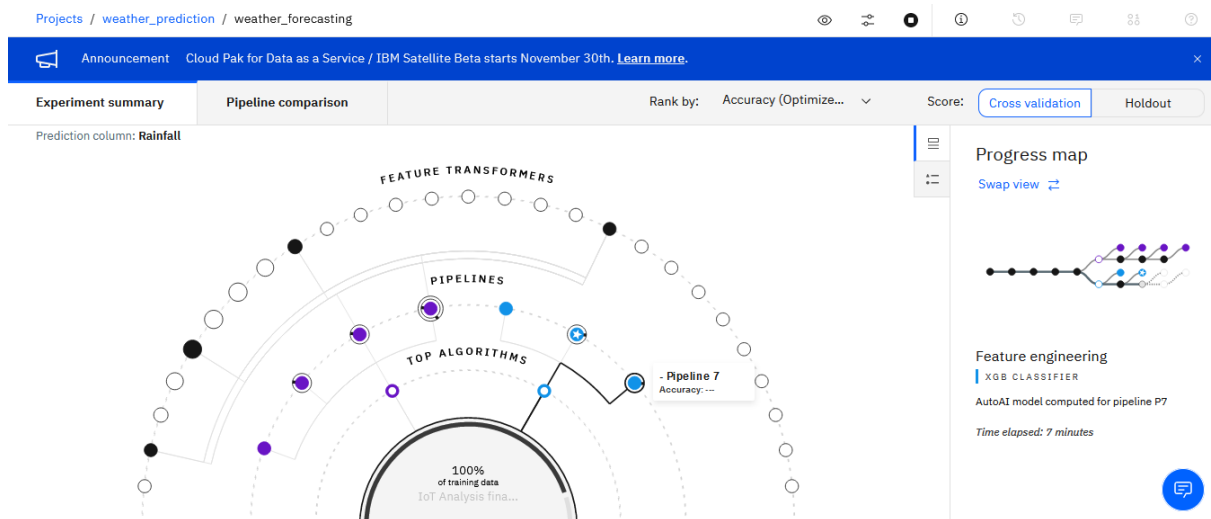 Projects / weather_prediction / weather_forecasting
Announcement Cloud Pak for Data as a Service / IBM Satellite Beta starts November 30th. Learn more.
Experiment summary
Pipeline comparison
Rank by: Accuracy (Optimize...
Score: Cross validation Holdout
Prediction column: Rainfall
FEATURE TRANSFORMERS
PIPELINES
TOP ALGORITHMS
- Pipeline 7
Accuracy: ---
100%
of training data
IoT Analysis fina...
Progress map
Swap view
Feature engineering
XGB CLASSIFIER
AutoAI model computed for pipeline P7
Time elapsed: 7 minutes